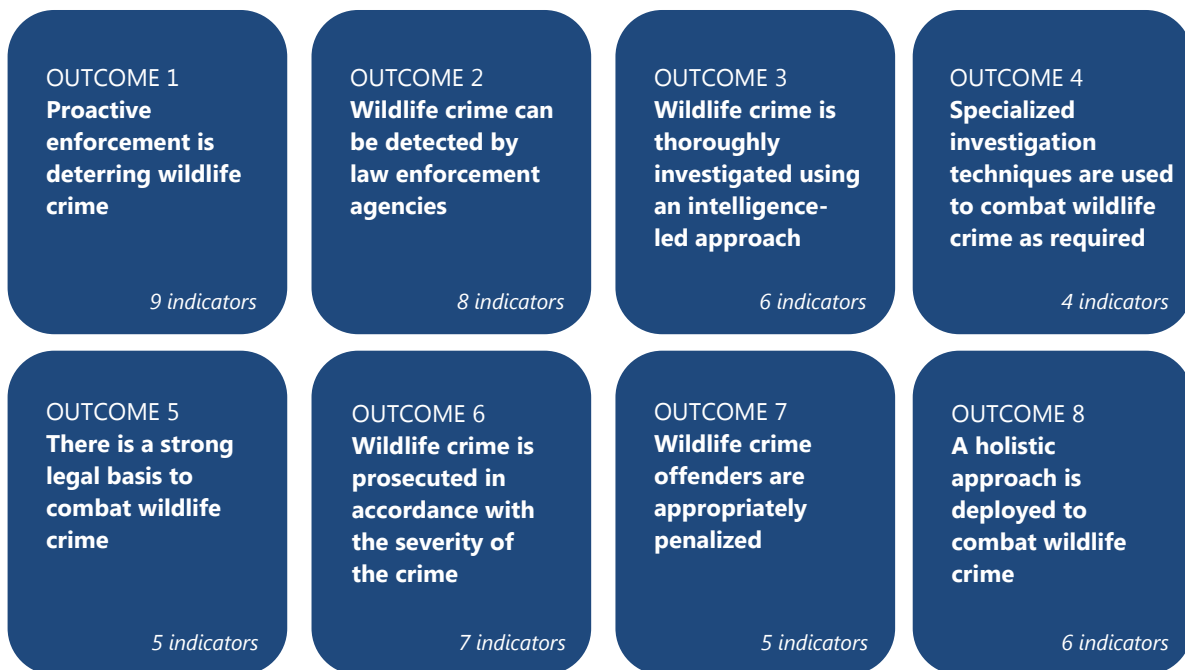 OUTCOME 1
Proactive
enforcement is
deterring wildlife
crime
9 indicators
OUTCOME 2
Wildlife crime can
be detected by
law enforcement
agencies
8 indicators
OUTCOME 3
Wildlife crime is
thoroughly
investigated using
an intelligence-
led approach
6 indicators
OUTCOME 4
Specialized
investigation
techniques are used
to combat wildlife
crime as required
4 indicators
OUTCOME 5
There is a strong
legal basis to
combat wildlife
crime
5 indicators
OUTCOME 6
Wildlife crime is
prosecuted in
accordance with
the severity of
the crime
7 indicators
OUTCOME 7
Wildlife crime
offenders are
appropriately
penalized
5 indicators
OUTCOME 8
A holistic
approach is
deployed to
combat wildlife
crime
6 indicators